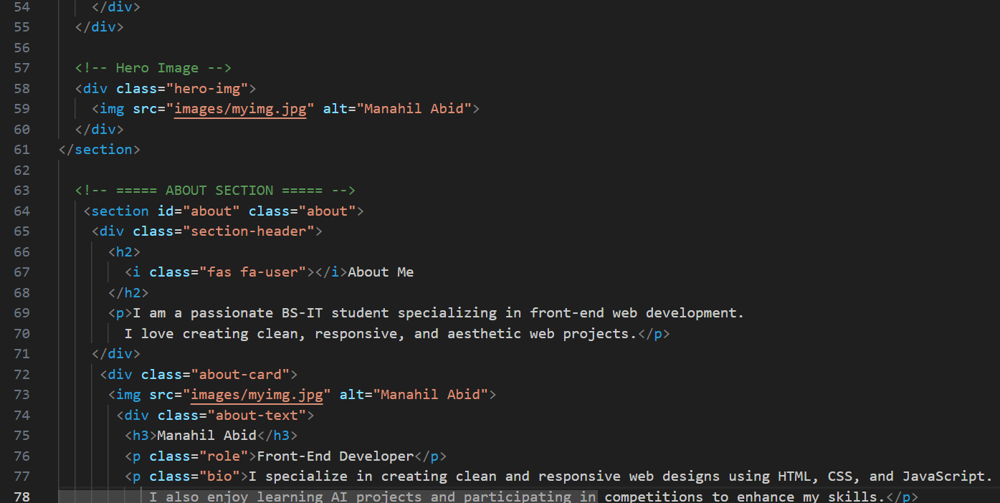 54 </div>
55 </div>
56
57 <!-- Hero Image -->
58 <div class="hero-img">
59 <img src="images/myimg.jpg" alt="Manahil Abid">
60 </div>
61 </section>
62
63 <!-- ===== ABOUT SECTION ===== -->
64 <section id="about" class="about">
65 <div class="section-header">
66 <h2>
67 <i class="fas fa-user"></i>About Me
68 </h2>
69 <p>I am a passionate BS-IT student specializing in front-end web development.
70 I love creating clean, responsive, and aesthetic web projects.</p>
71 </div>
72 <div class="about-card">
73 <img src="images/myimg.jpg" alt="Manahil Abid">
74 <div class="about-text">
75 <h3>Manahil Abid</h3>
76 <p class="role">Front-End Developer</p>
77 <p class="bio">I specialize in creating clean and responsive web designs using HTML, CSS, and JavaScript.
78 I also enjoy learning AI projects and participating in competitions to enhance my skills.</p>